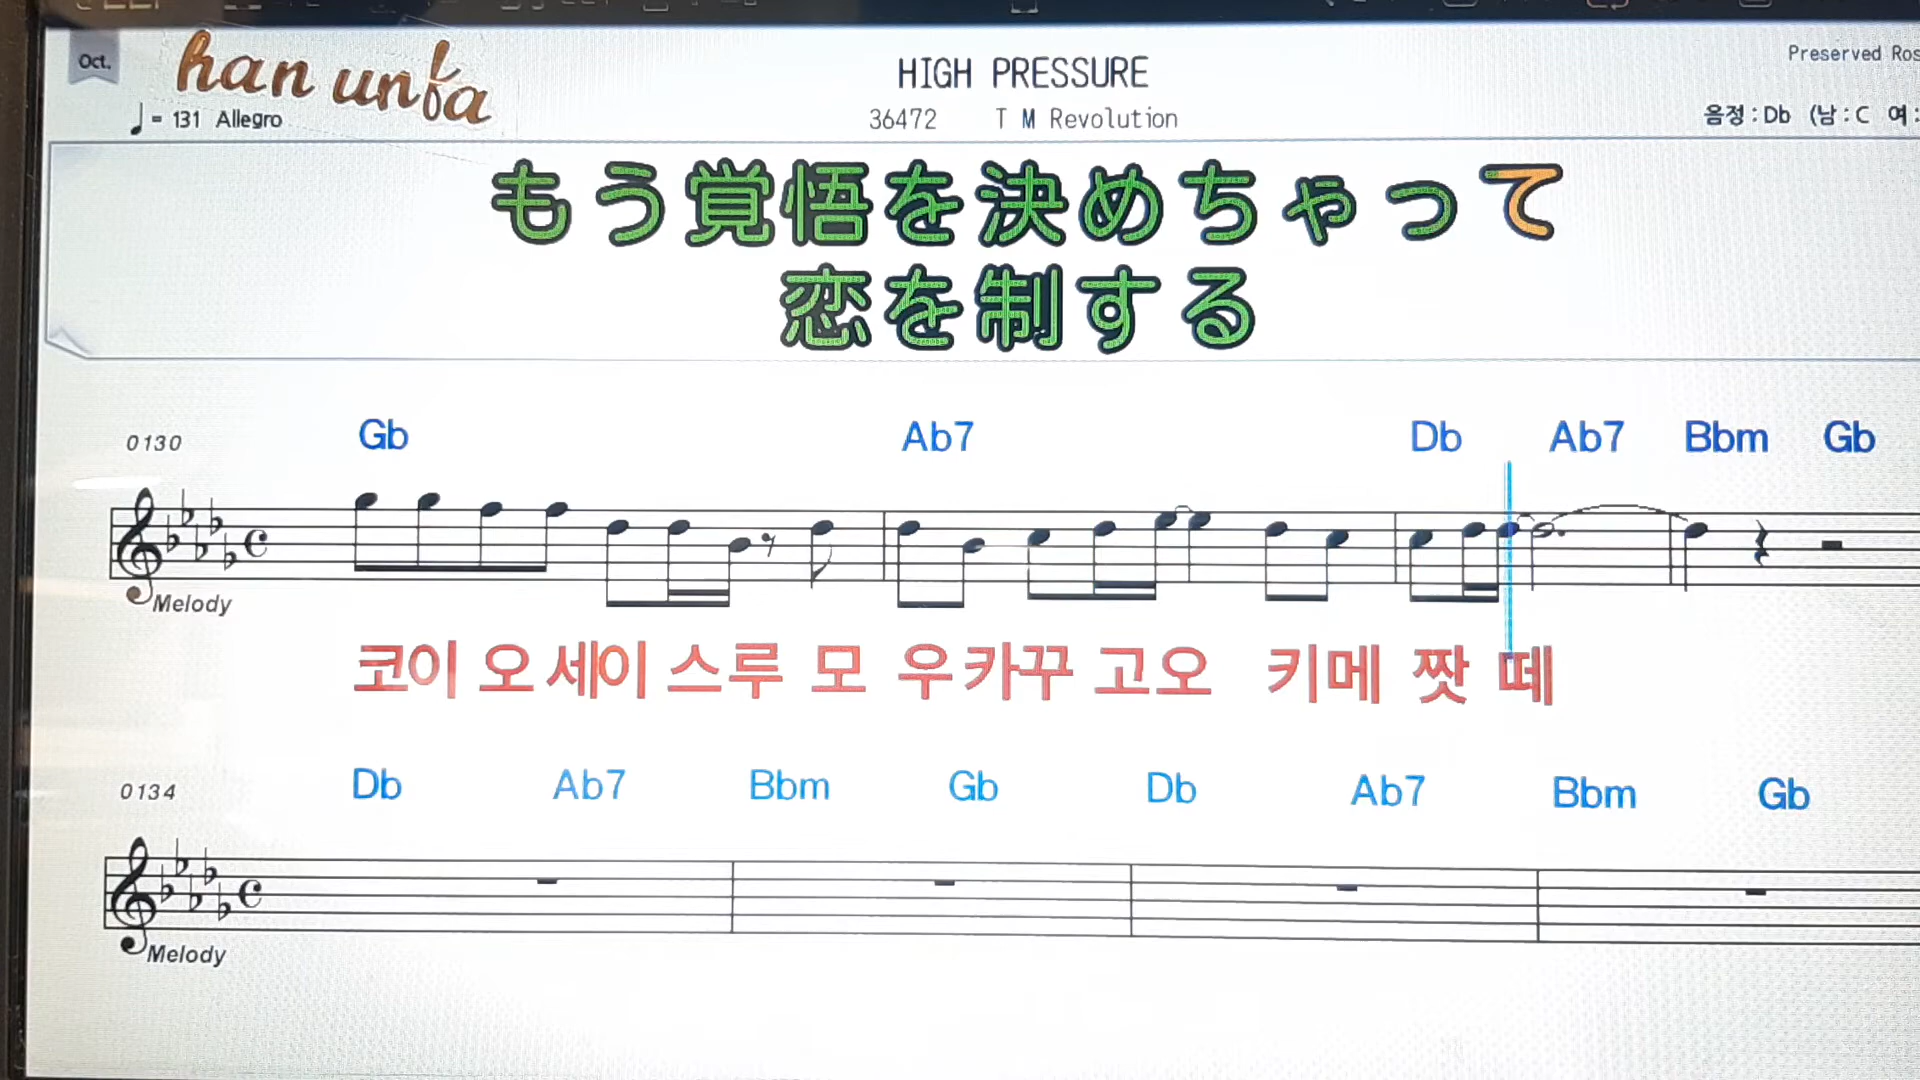 Oct.
han unfa
HIGH PRESSURE
Preserved Ros
= 131 Allegro
36472 T M Revolution
음정 : Db (남 : C 여 :
もう覚悟を決めちゃって
恋を制する
0130 Gb Ab7 Db Ab7 Bbm Gb
Melody
코이 오 세이 스루 모 우 카꾸 고오 키메 짯 떼
0134 Db Ab7 Bbm Gb Db Ab7 Bbm Gb
Melody